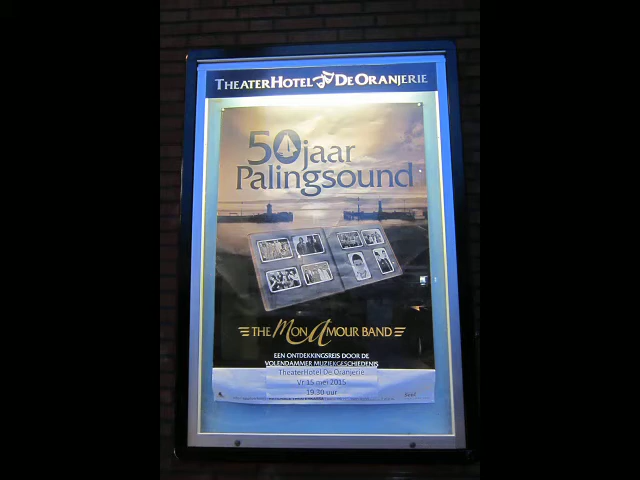 THEATERHOTEL DE ORANJERIE
50 jaar
Palingsound
THE MON AMOUR BAND
EEN ONTDEKKINGSREIS DOOR DE
VOLENDAMMER MUZIEKGESCHIEDENIS
TheaterHotel De Oranjerie
Vr 15 mei 2015
19.30 uur